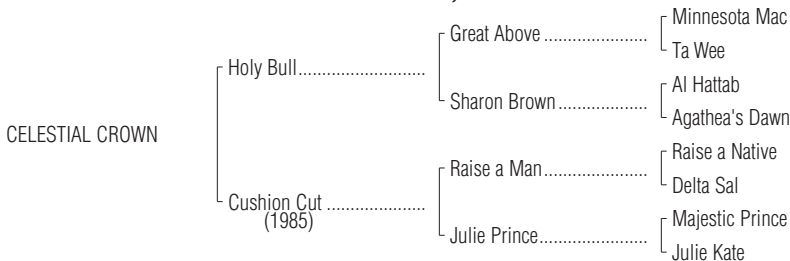 Minnesota Mac
Great Above
Ta Wee
Holy Bull
Al Hattab
Sharon Brown
Agathea's Dawn
CELESTIAL CROWN
Raise a Native
Raise a Man
Delta Sal
Cushion Cut
(1985)
Majestic Prince
Julie Prince
Julie Kate